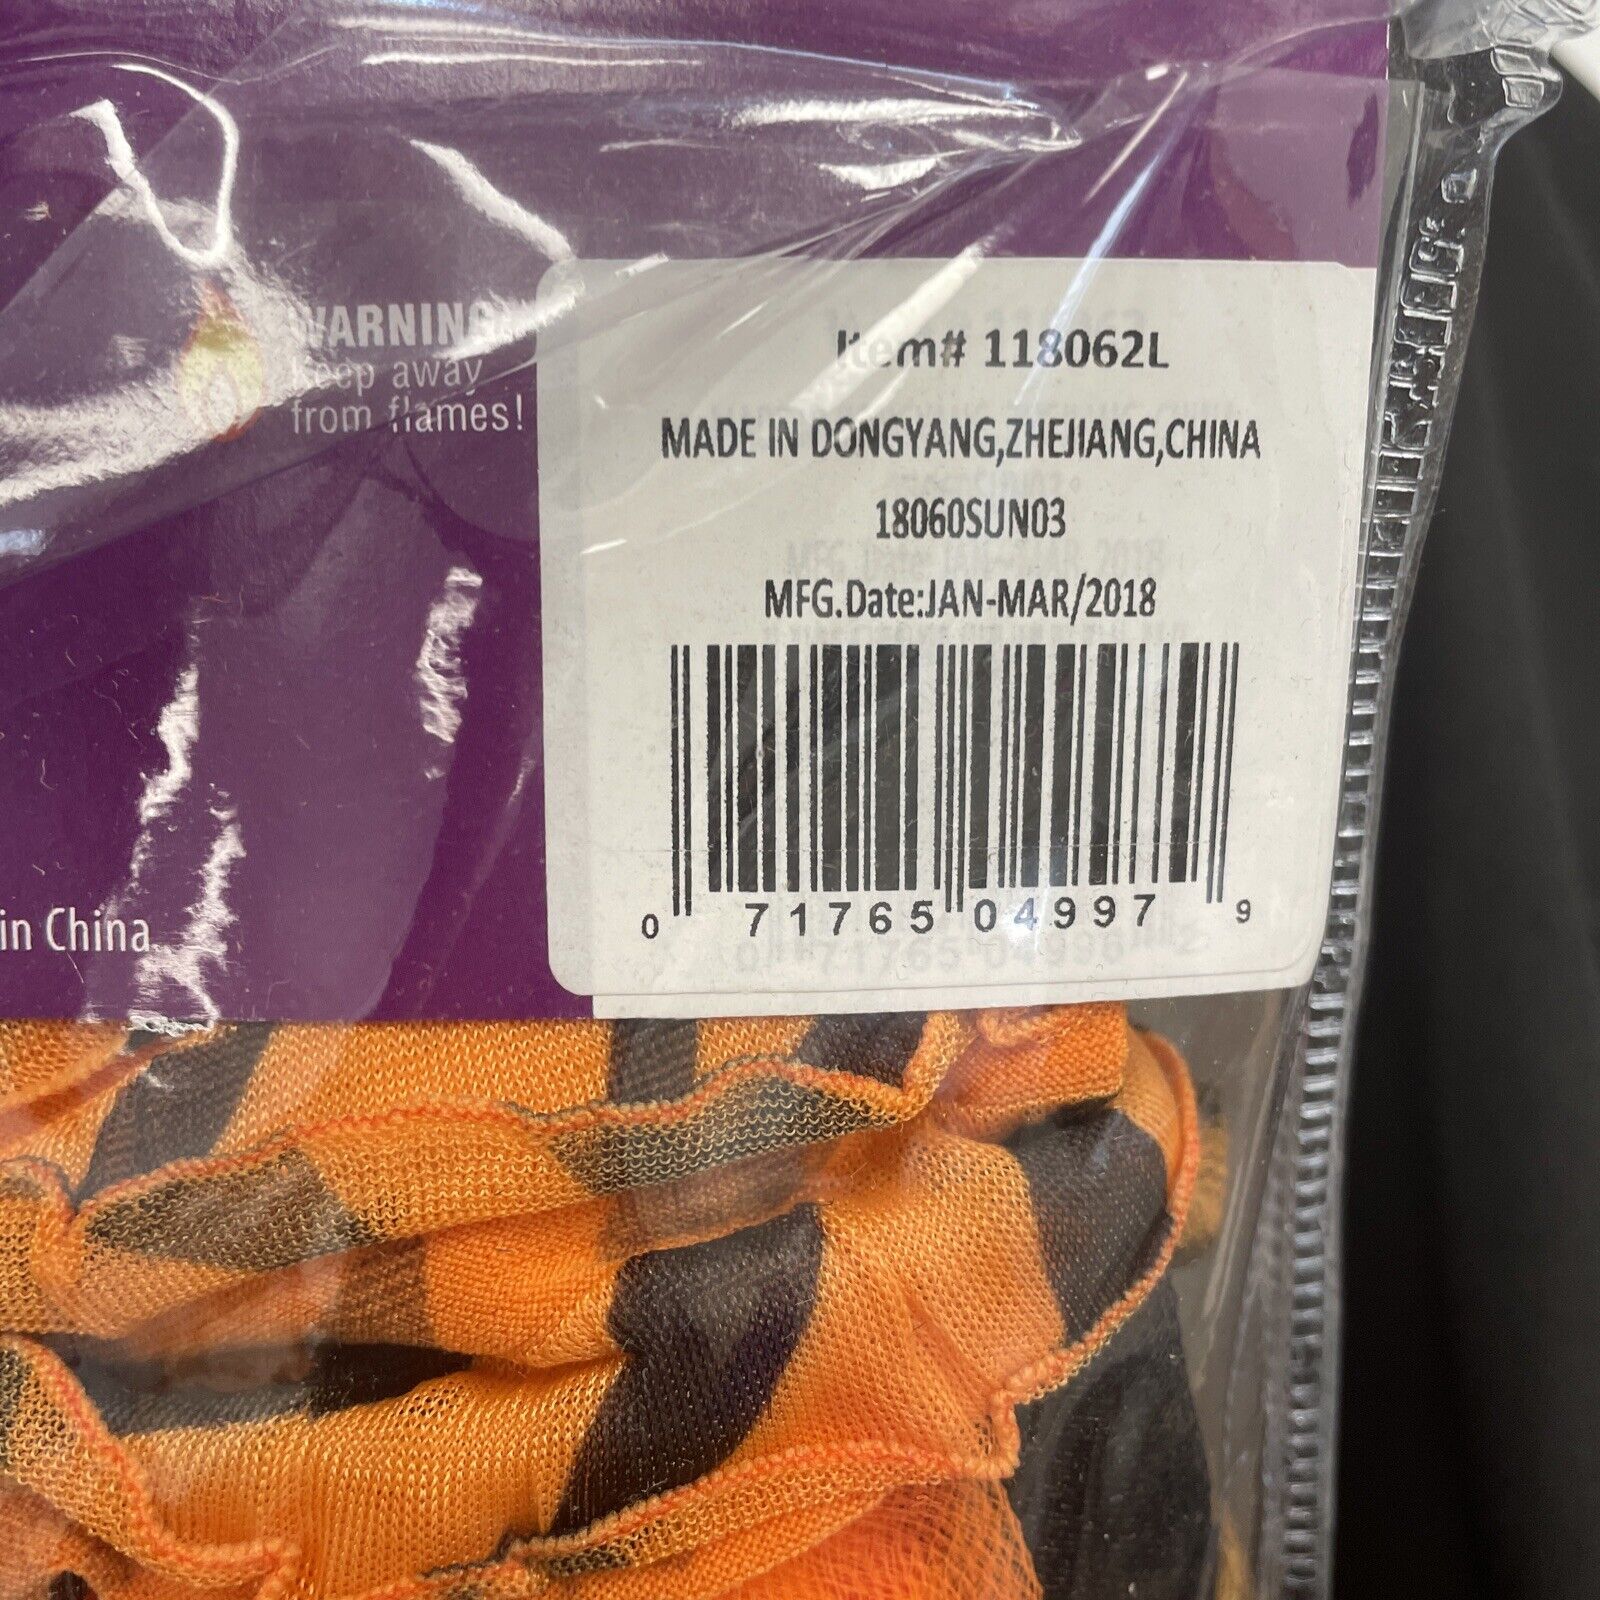 WARNING!
Keep away
from flames!
Item# 118062L
MADE IN DONGYANG,ZHEJIANG,CHINA
18060SUN03
MFG.Date:JAN-MAR/2018
0 71765 04997 9
in China.